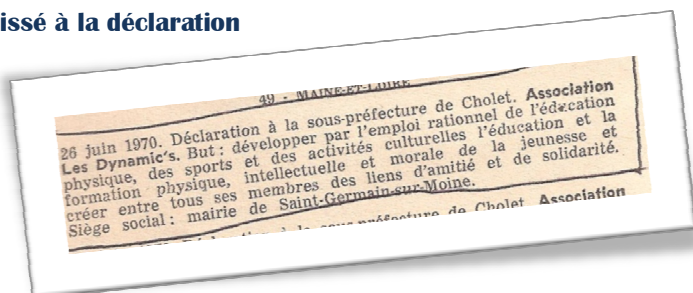 issé à la déclaration
49 - MAINE-ET-LOIRE
26 juin 1970. Déclaration à la sous-préfecture de Cholet. Association
Les Dynamic's. But : développer par l'emploi rationnel de l'éducation
physique, des sports et des activités culturelles l'éducation et la
formation physique, intellectuelle et morale de la jeunesse et
créer entre tous ses membres des liens d'amitié et de solidarité.
Siège social : mairie de Saint-Germain-sur-Moine.
sous-préfecture de Cholet. Association